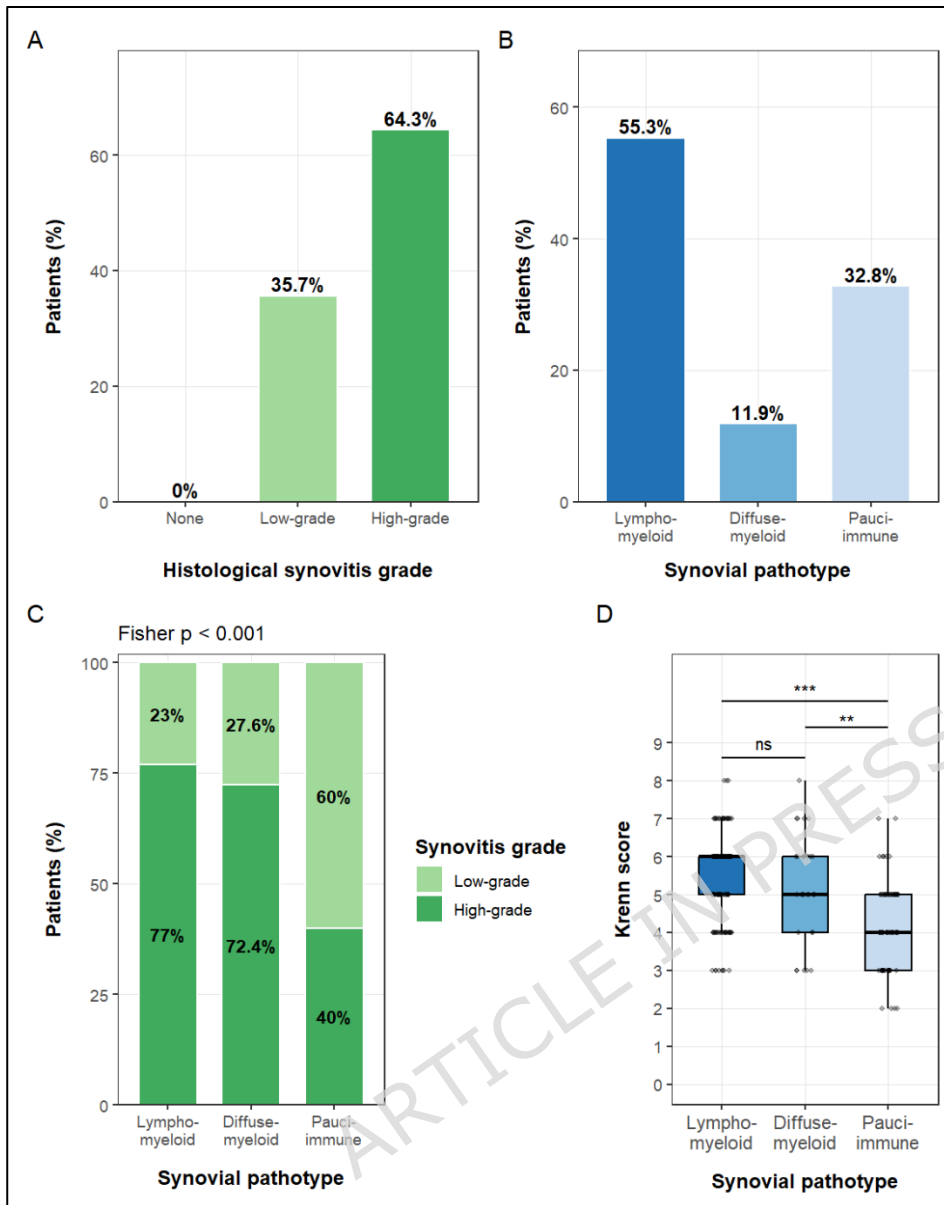 A
Patients (%)
60
40
20
0
0%
35.7%
64.3%
None
Low-grade
High-grade
Histological synovitis grade
B
Patients (%)
60
40
20
0
55.3%
11.9%
32.8%
Lympho-
myeloid
Diffuse-
myeloid
Pauci-
immune
Synovial pathotype
C
Fisher p < 0.001
Patients (%)
100
75
50
25
0
23%
27.6%
60%
77%
72.4%
40%
Lympho-
myeloid
Diffuse-
myeloid
Pauci-
immune
Synovial pathotype
Synovitis grade
Low-grade
High-grade
D
Krenn score
9
8
7
6
5
4
3
2
1
0
***
**
ns
Lympho-
myeloid
Diffuse-
myeloid
Pauci-
immune
Synovial pathotype
ARTICLE IN PRESS